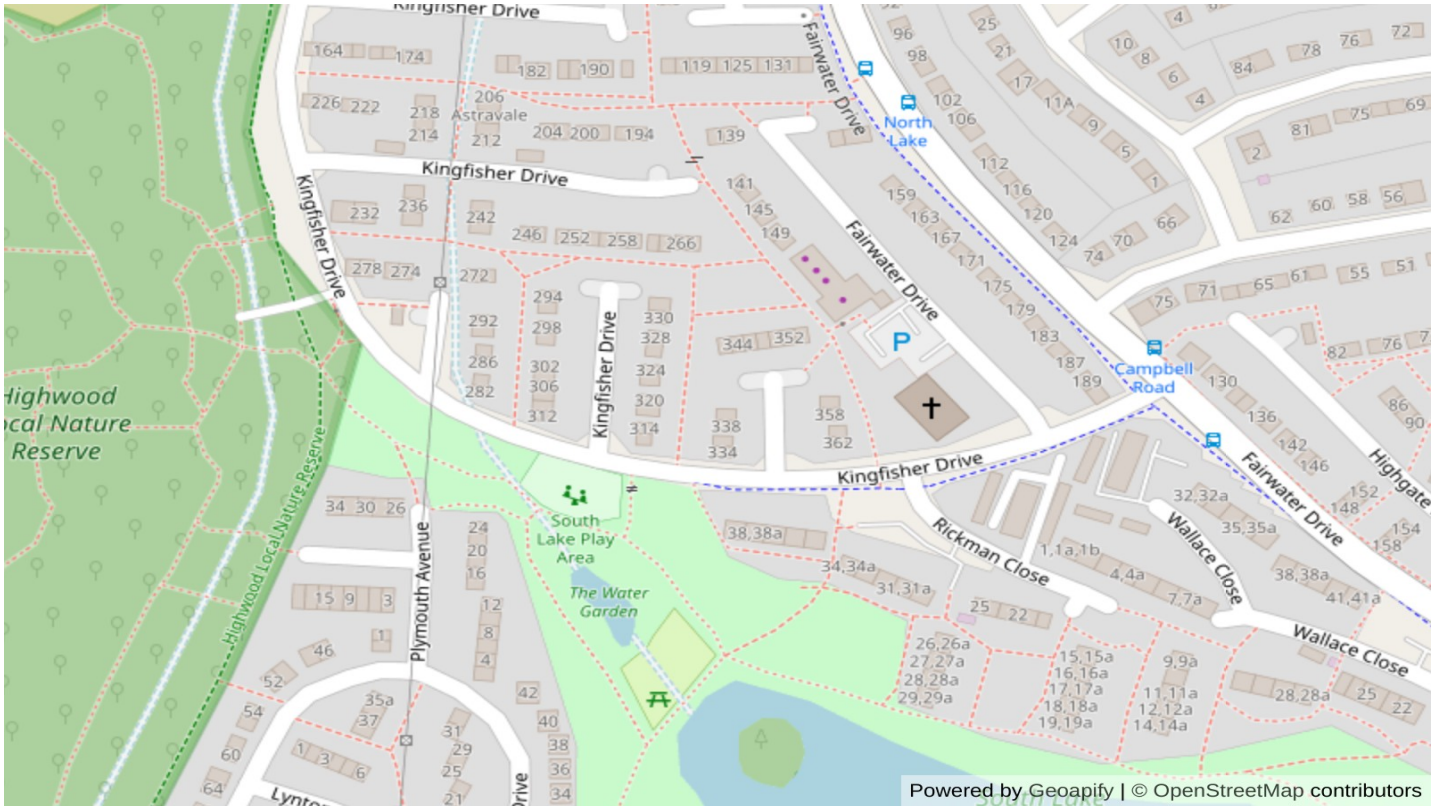 Kingfisher Drive
Fairwater Drive
92
96
98
25
21
17
11A
9
5
1
4
10
8
6
4
84
78
76
72
164
174
182
190
119 125 131
226 222
218
214
206
Astravale
212
204 200
194
139
102
106
North
Lake
112
116
120
124
74
70
66
2
81
75
69
62
60
58
56
Kingfisher Drive
Kingfisher Drive
232
236
242
246
252
258
266
141
145
149
159
163
167
171
175
179
183
187
189
Fairwater Drive
278 274
272
294
298
302
306
312
292
286
282
Kingfisher Drive
330
328
324
320
314
344
352
338
334
358
362
P
75
71
65
61
55
51
82
76
Campbell
Road
130
136
142
146
86
90
Highgate
152
148
154
158
Highwood
ocal Nature
Reserve
Highwood Local Nature Reserve
Kingfisher Drive
Fairwater Drive
34 30 26
24
20
16
12
8
4
Plymouth Avenue
15 9
3
1
46
52
54
60
64
35a
37
31
29
25
21
1
3
6
42
40
38
36
34
Drive
South
Lake Play
Area
The Water
Garden
38,38a
34,34a
31,31a
Rickman Close
25
22
1,1a,1b
4,4a
7,7a
32,32a
35,35a
38,38a
41,41a
Wallace Close
Wallace Close
26,26a
27,27a
28,28a
29,29a
15,15a
16,16a
17,17a
18,18a
19,19a
9,9a
11,11a
12,12a
14,14a
28,28a
25
22
South Lake
Powered by Geoapify | © OpenStreetMap contributors